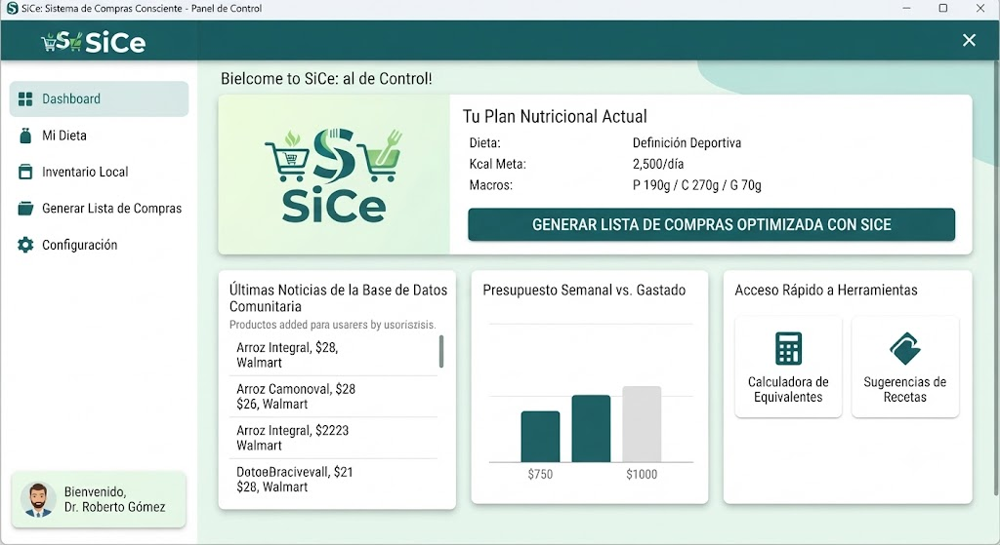 SiCe: Sistema de Compras Consciente - Panel de Control
SiCe
Dashboard
Mi Dieta
Inventario Local
Generar Lista de Compras
Configuración
Bienvenido,
Dr. Roberto Gómez
Bielcome to SiCe: al de Control!
SiCe
Tu Plan Nutricional Actual
Dieta: Definición Deportiva
Kcal Meta: 2,500/día
Macros: P 190g / C 270g / G 70g
GENERAR LISTA DE COMPRAS OPTIMIZADA CON SICE
Últimas Noticias de la Base de Datos
Comunitaria
Productos added para usarers by usoriszisis.
Arroz Integral, $28,
Walmart
Arroz Camonoval, $28
$26, Walmart
Arroz Integral, $2223
Walmart
DotoeBracivevall, $21
$28, Walmart
Presupuesto Semanal vs. Gastado
$750 $1000
Acceso Rápido a Herramientas
Calculadora de
Equivalentes
Sugerencias de
Recetas